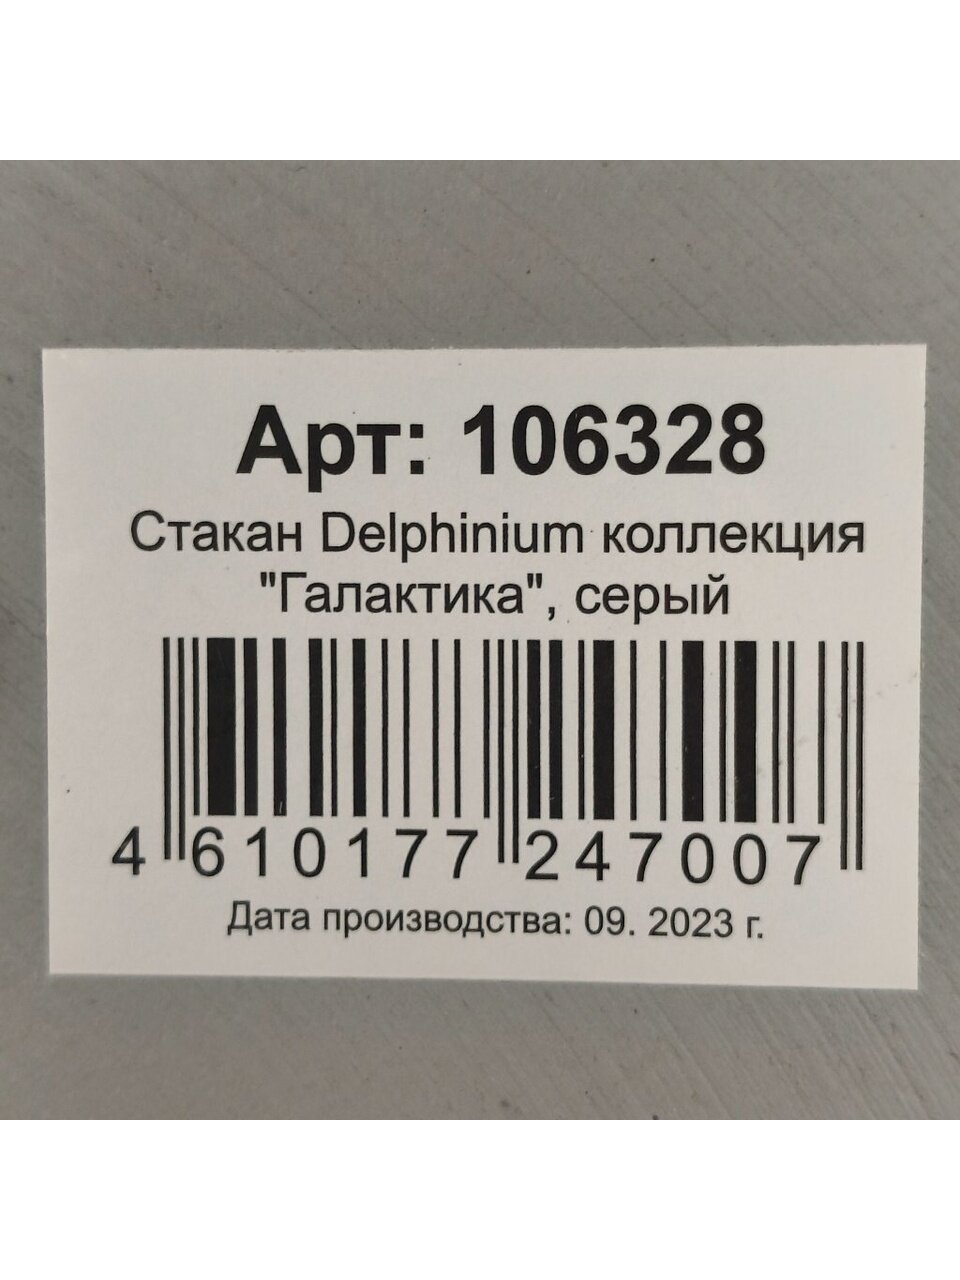 Арт: 106328
Стакан Delphinium коллекция
"Галактика", серый
4 610177 247007
Дата производства: 09. 2023 г.